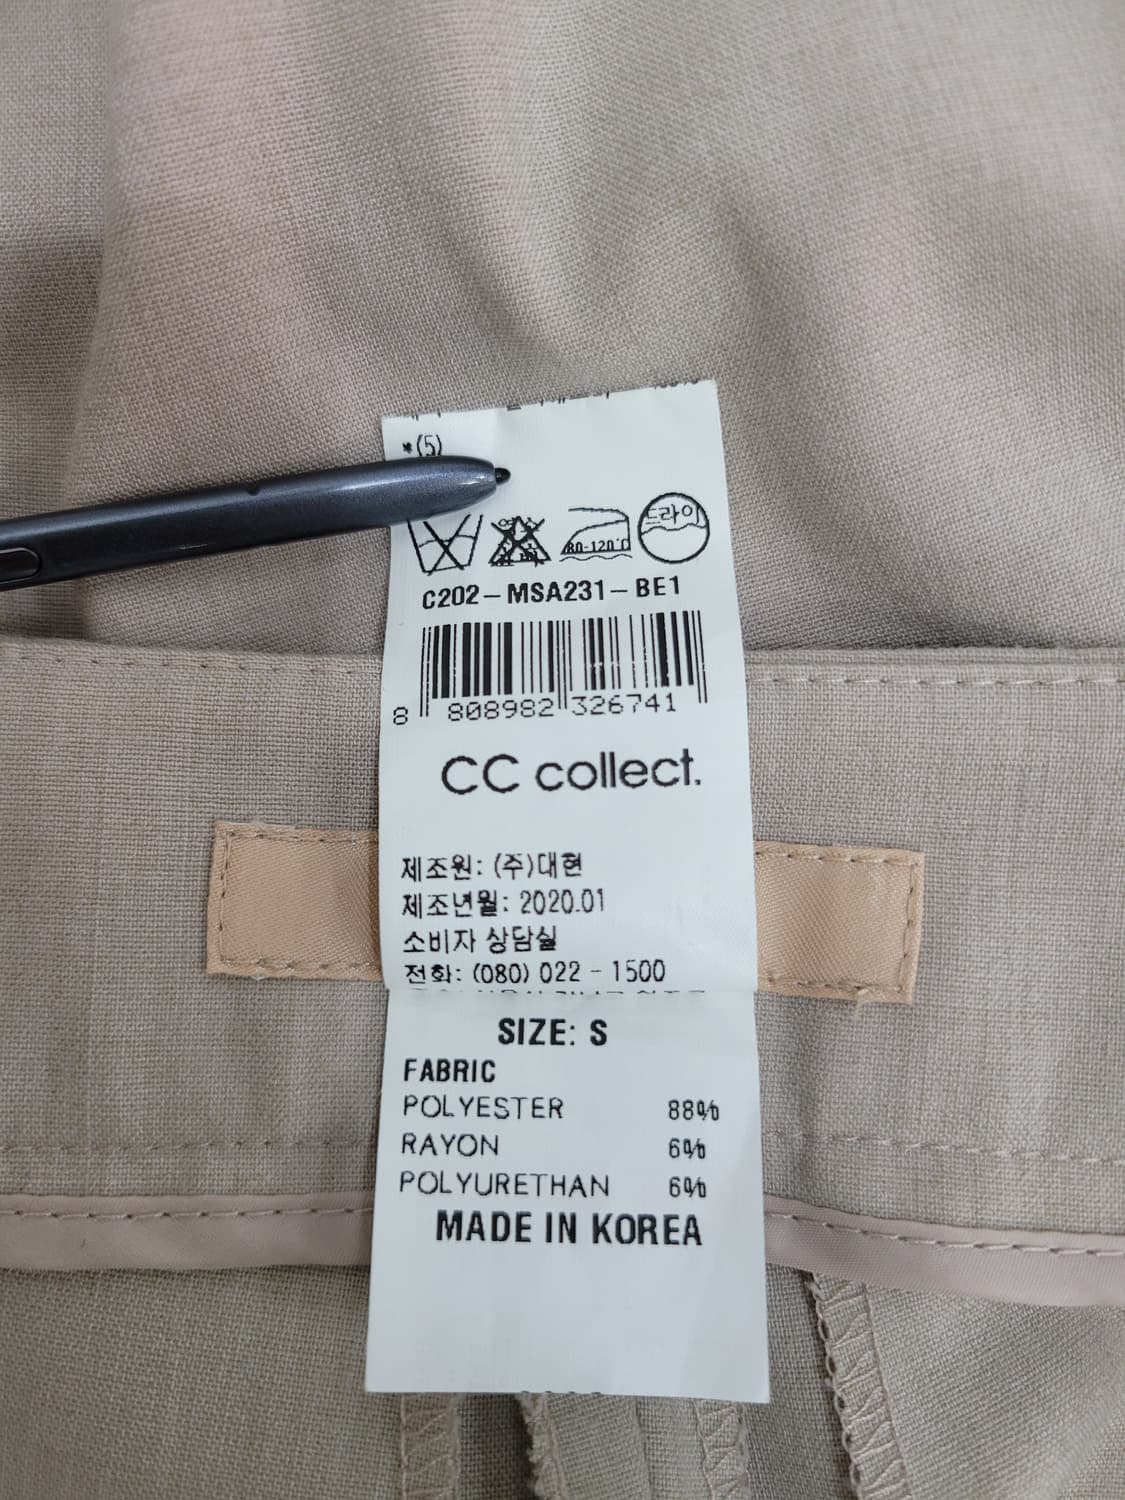 *(5)
80-120°C
드라이
C202-MSA231-BE1
8 808982 326741
CC collect.
제조원: (주)대현
제조년월: 2020.01
소비자 상담실
전화: (080) 022 - 1500
SIZE: S
FABRIC
POLYESTER 88%
RAYON 6%
POLYURETHAN 6%
MADE IN KOREA